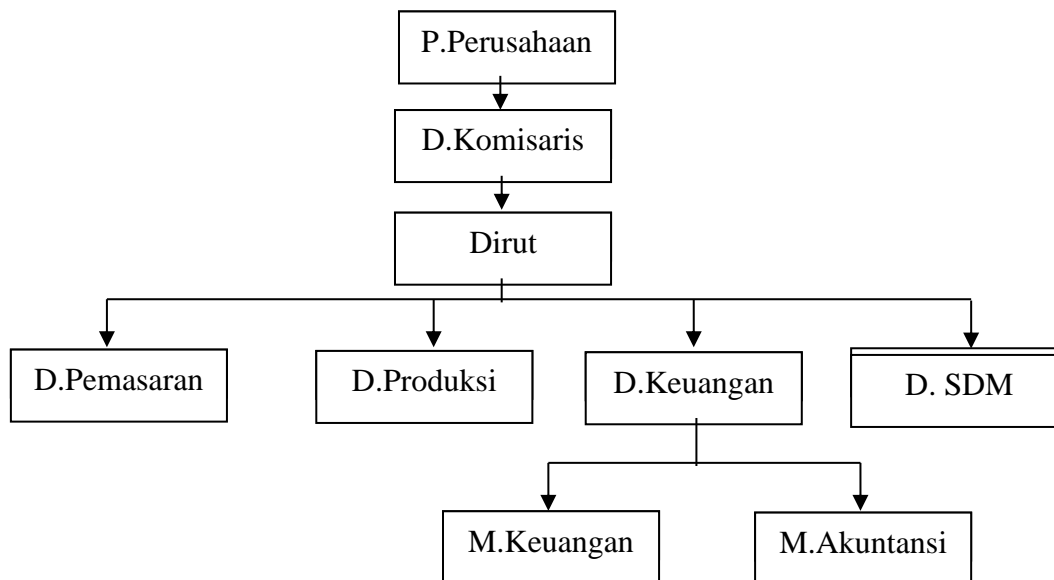 P.Perusahaan
D.Komisaris
Dirut
D.Pemasaran
D.Produksi
D.Keuangan
D. SDM
M.Keuangan
M.Akuntansi